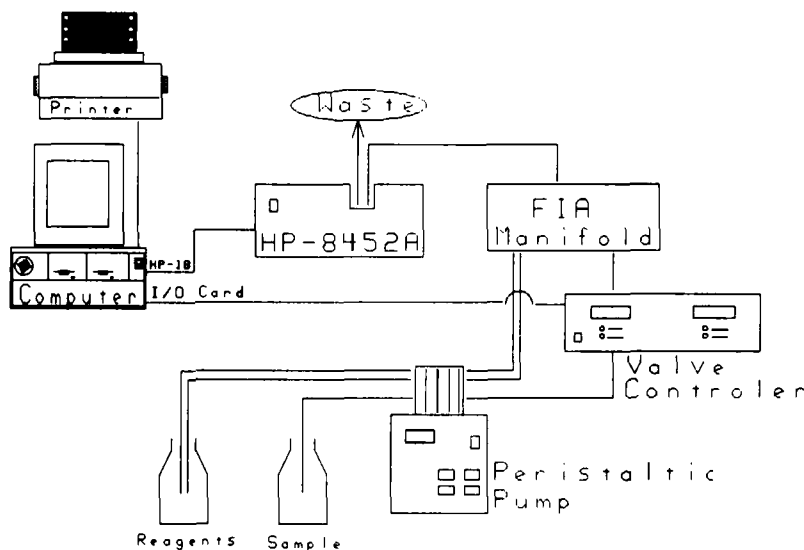 Printer
Waste
HP-8452A
FIA
Manifold
HP-IB
Computer
I/O Card
Valve
Controler
Peristaltic
Pump
Reagents
Sample